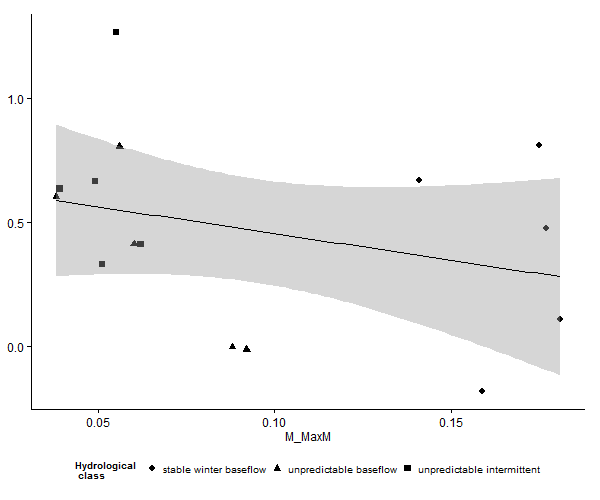 1.0
0.5
0.0
0.05 0.10 0.15
M_MaxM
Hydrological
class
stable winter baseflow unpredictable baseflow unpredictable intermittent